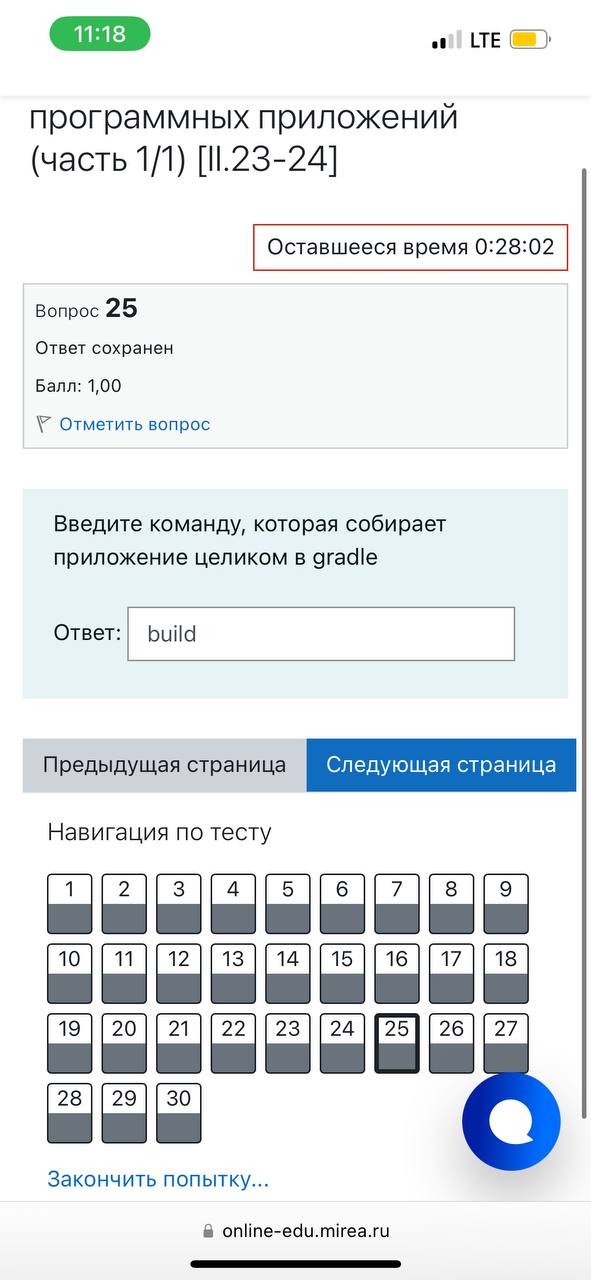 11:18
LTE
программных приложений
(часть 1/1) [II.23-24]
Оставшееся время 0:28:02
Вопрос 25
Ответ сохранен
Балл: 1,00
Отметить вопрос
Введите команду, которая собирает
приложение целиком в gradle
Ответ: build
Предыдущая страница Следующая страница
Навигация по тесту
1 2 3 4 5 6 7 8 9
10 11 12 13 14 15 16 17 18
19 20 21 22 23 24 25 26 27
28 29 30
Закончить попытку...
online-edu.mirea.ru